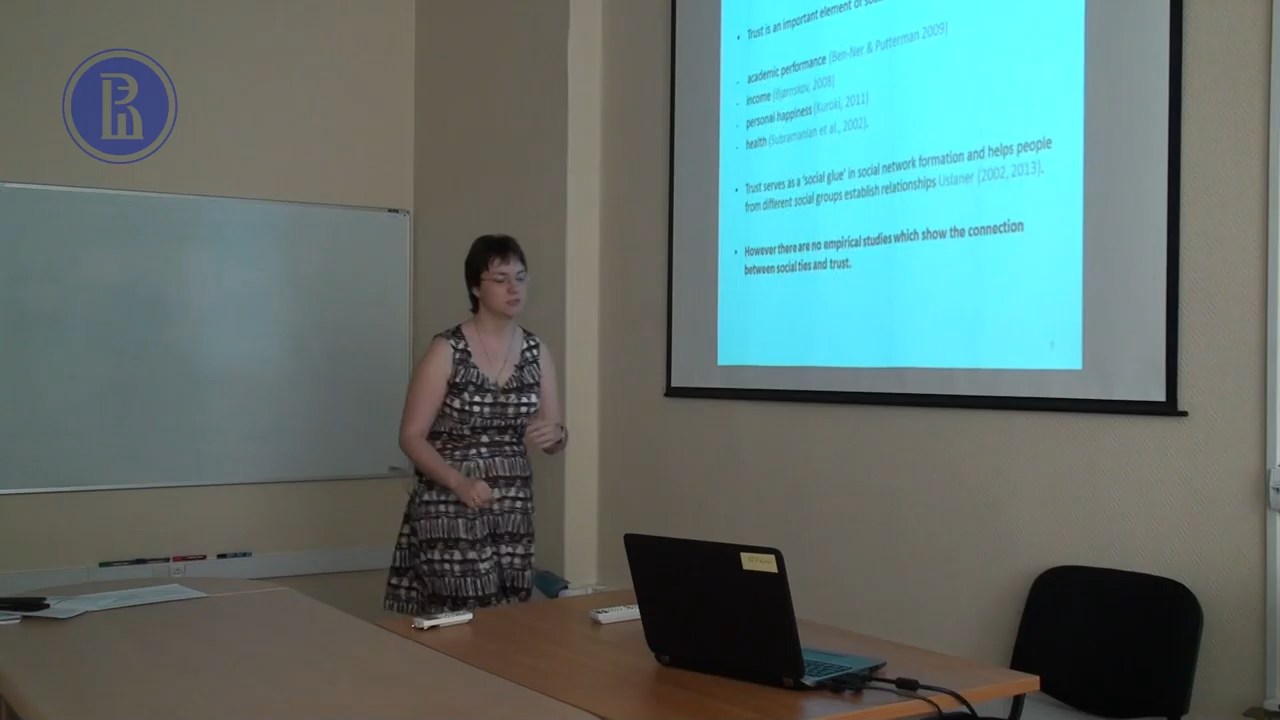 Trust is an important element of
academic performance (Ben-Ner & Putterman 2009)
income (Bjørnskov, 2008)
personal happiness (Kuroki, 2011)
health (Subramanian et al., 2002).
Trust serves as a 'social glue' in social network formation and helps people
from different social groups establish relationships Uslaner (2002, 2013).
However there are no empirical studies which show the connection
between social ties and trust.